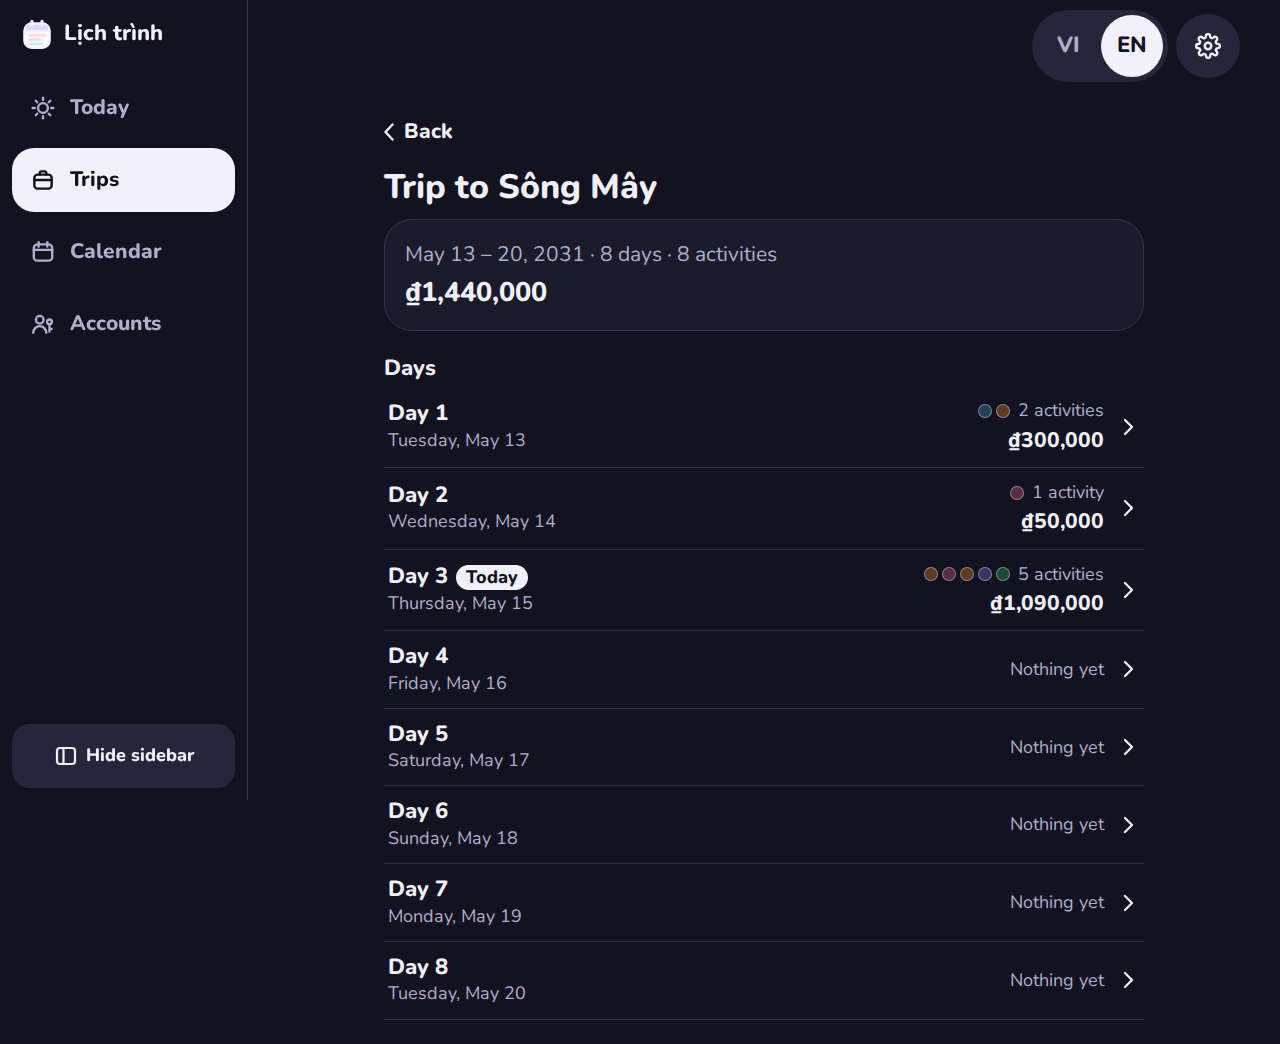 Lịch trình
VI
EN
Today
Trips
Calendar
Accounts
Hide sidebar
Back
Trip to Sông Mây
May 13 – 20, 2031 · 8 days · 8 activities
₫1,440,000
Days
Day 1
2 activities
Tuesday, May 13
₫300,000
Day 2
1 activity
Wednesday, May 14
₫50,000
Day 3 Today
5 activities
Thursday, May 15
₫1,090,000
Day 4
Friday, May 16
Nothing yet
Day 5
Saturday, May 17
Nothing yet
Day 6
Sunday, May 18
Nothing yet
Day 7
Monday, May 19
Nothing yet
Day 8
Tuesday, May 20
Nothing yet